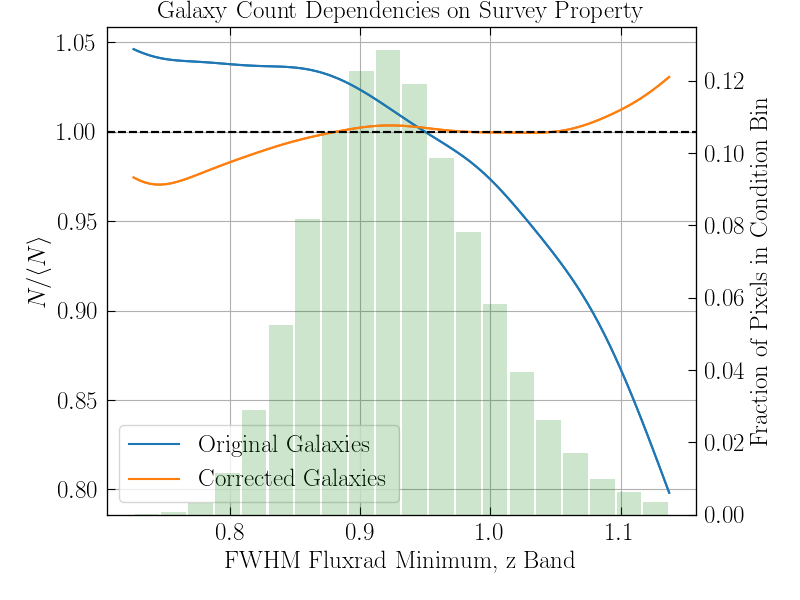 Galaxy Count Dependencies on Survey Property
1.05
1.00
0.95
0.90
0.85
0.80
N/⟨N⟩
0.12
0.10
0.08
0.06
0.04
0.02
0.00
Fraction of Pixels in Condition Bin
Original Galaxies
Corrected Galaxies
0.8 0.9 1.0 1.1
FWHM Fluxrad Minimum, z Band